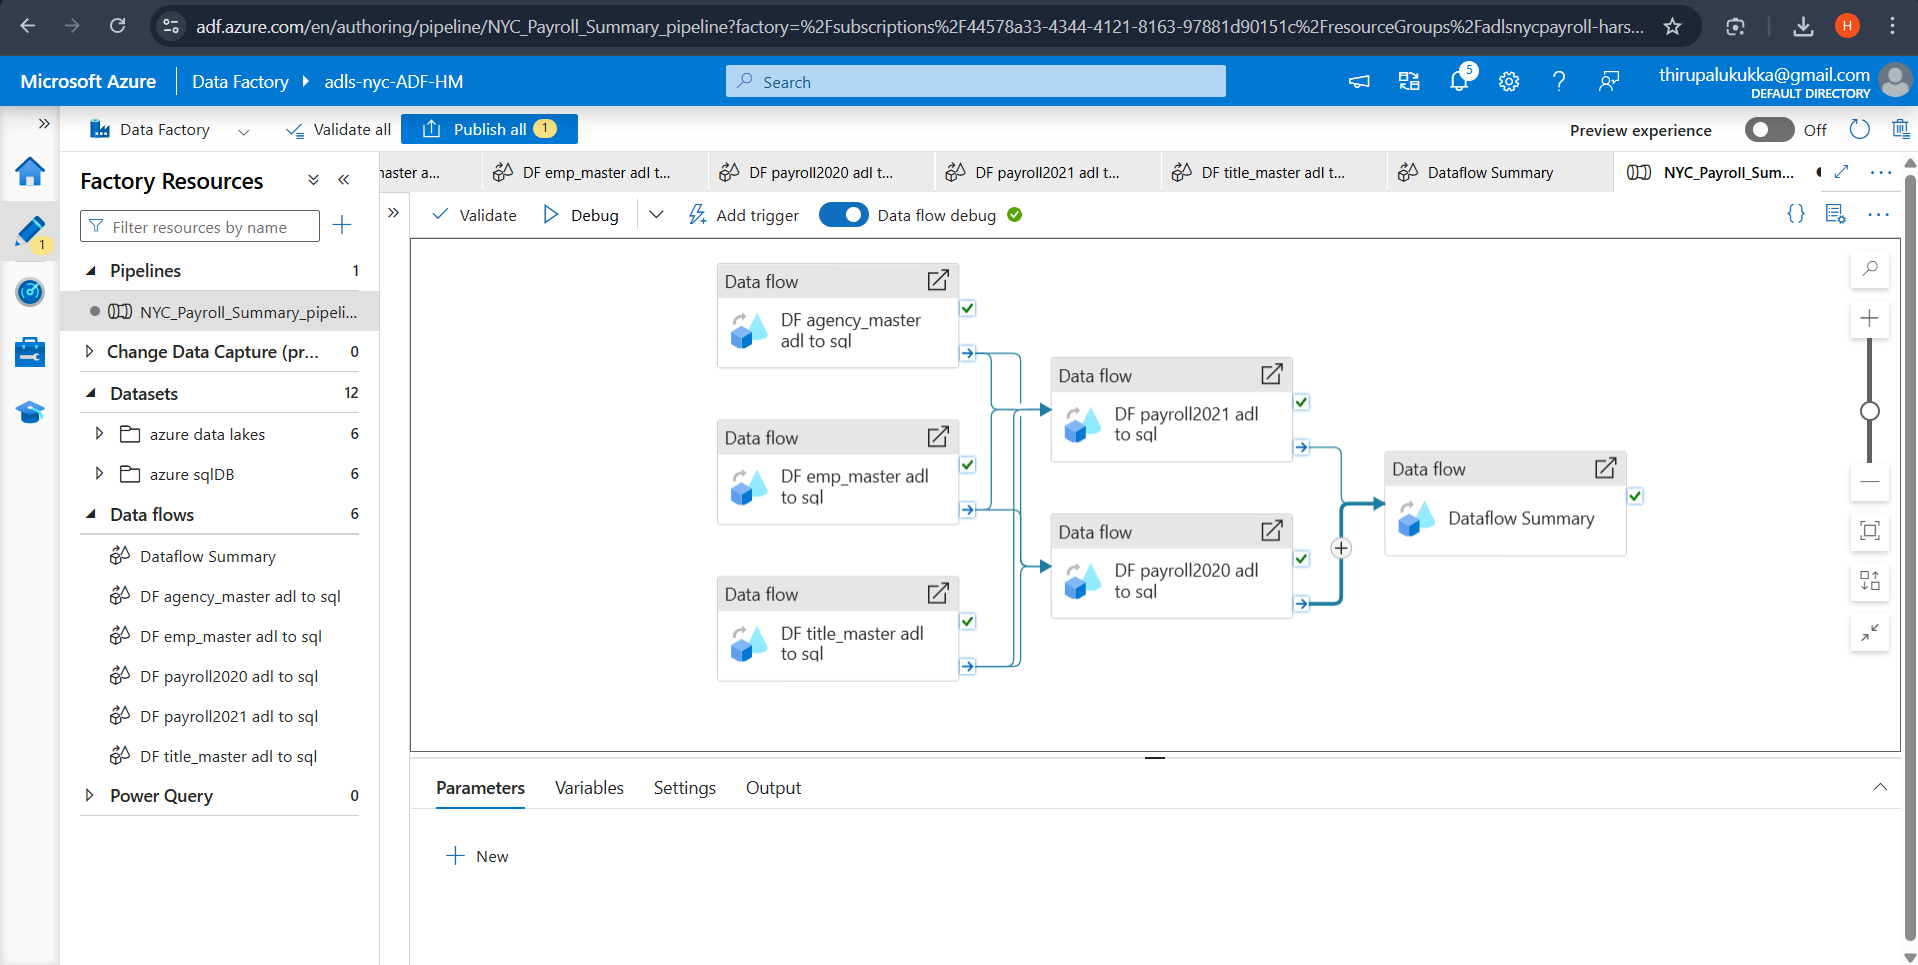 adf.azure.com/en/authoring/pipeline/NYC_Payroll_Summary_pipeline?factory=%2Fsubscriptions%2F44578a33-4344-4121-8163-97881d90151c%2FresourceGroups%2Fadlsnycpayroll-hars...
H
Microsoft Azure
Data Factory
adls-nyc-ADF-HM
Search
5
thirupalukukka@gmail.com
DEFAULT DIRECTORY
Data Factory
Validate all
Publish all
1
Preview experience
Off
Factory Resources
Filter resources by name
1
Pipelines
1
NYC_Payroll_Summary_pipeli...
Change Data Capture (pr...
0
Datasets
12
azure data lakes
6
azure sqlDB
6
Data flows
6
Dataflow Summary
DF agency_master adl to sql
DF emp_master adl to sql
DF payroll2020 adl to sql
DF payroll2021 adl to sql
DF title_master adl to sql
Power Query
0
naster a...
DF emp_master adl t...
DF payroll2020 adl t...
DF payroll2021 adl t...
DF title_master adl t...
Dataflow Summary
NYC_Payroll_Sum...
Validate
Debug
Add trigger
Data flow debug
{}
Data flow
DF agency_master
adl to sql
Data flow
DF emp_master adl
to sql
Data flow
DF title_master adl
to sql
Data flow
DF payroll2021 adl
to sql
Data flow
DF payroll2020 adl
to sql
Data flow
Dataflow Summary
Parameters
Variables
Settings
Output
New